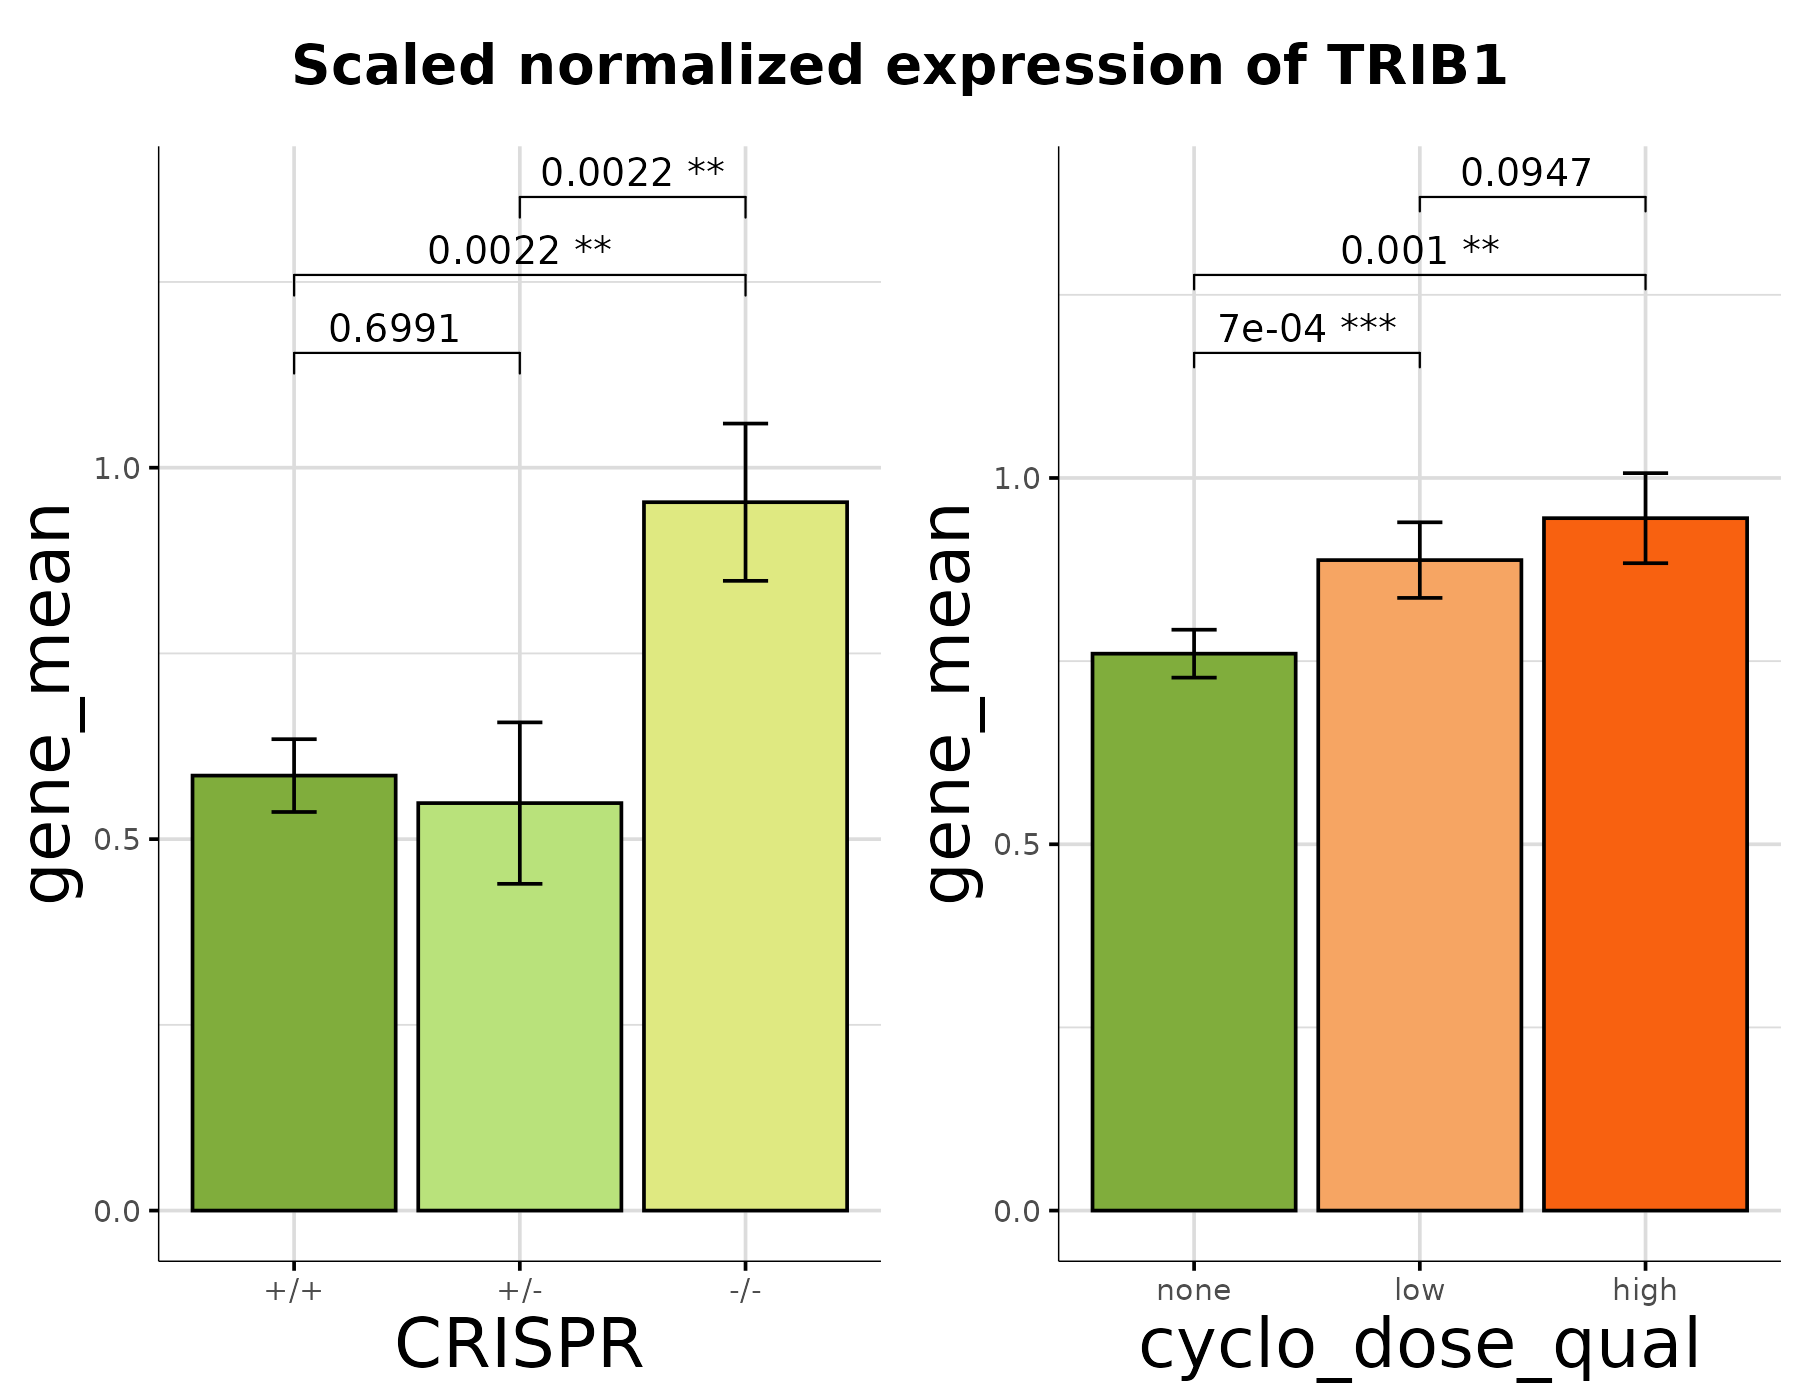 Scaled normalized expression of TRIB1
0.0022 **
0.0022 **
0.6991
1.0
0.5
0.0
gene_mean
+/+ +/- -/-
CRISPR
0.0947
0.001 **
7e-04 ***
1.0
0.5
0.0
gene_mean
none low high
cyclo_dose_qual